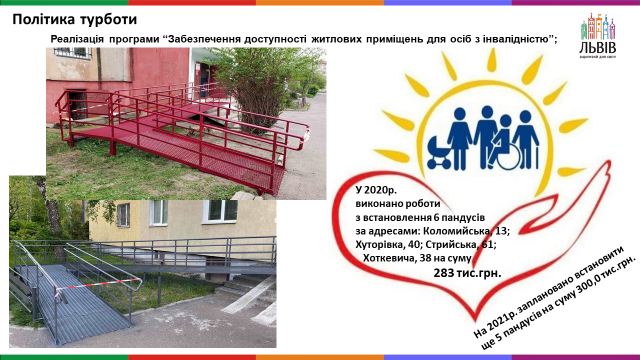 Політика турботи
Реалізація програми “Забезпечення доступності житлових приміщень для осіб з інвалідністю”;
ЛЬВІВ
відкритий для світу
У 2020р.
виконано роботи
з встановлення 6 пандусів
за адресами: Коломийська, 13;
Хуторівка, 40; Стрийська, 61;
Хоткевича, 38 на суму
283 тис.грн.
На 2021р. заплановано встановити
ще 5 пандусів на суму 300,0 тис.грн.